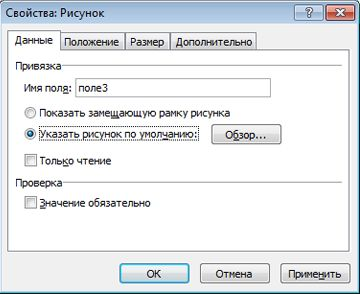 Свойства: Рисунок
Данные Положение Размер Дополнительно
Привязка
Имя поля: поле3
Показать замещающую рамку рисунка
Указать рисунок по умолчанию: Обзор...
Только чтение
Проверка
Значение обязательно
ОК Отмена Применить